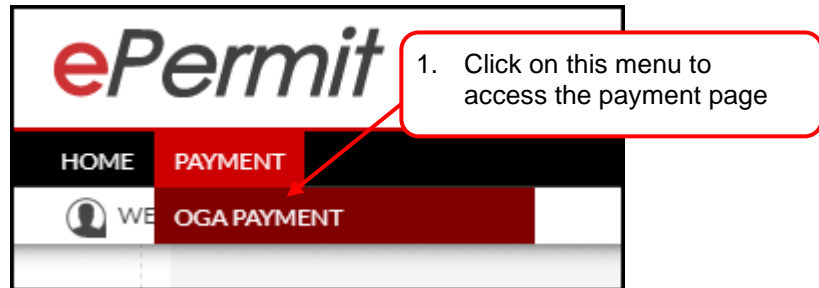 ePermit
1. Click on this menu to
access the payment page
HOME PAYMENT
WE OGA PAYMENT